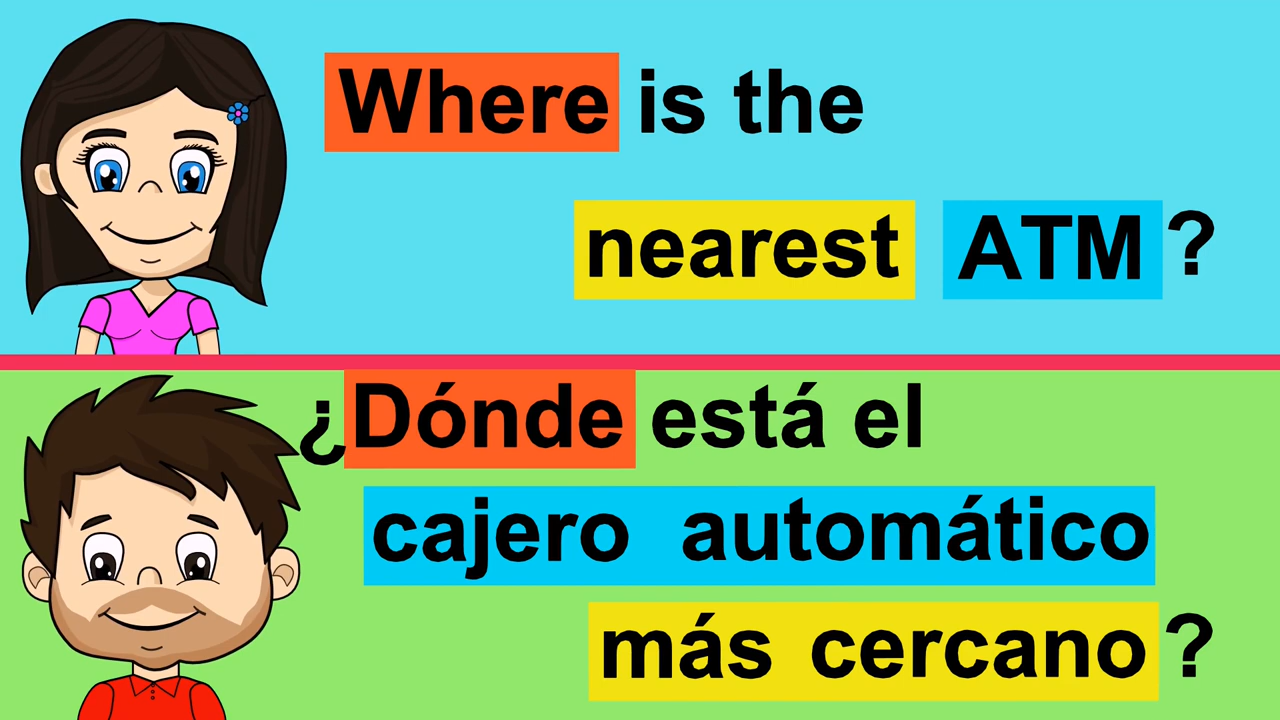 Where is the
nearest ATM ?
¿Dónde está el
cajero automático
más cercano ?